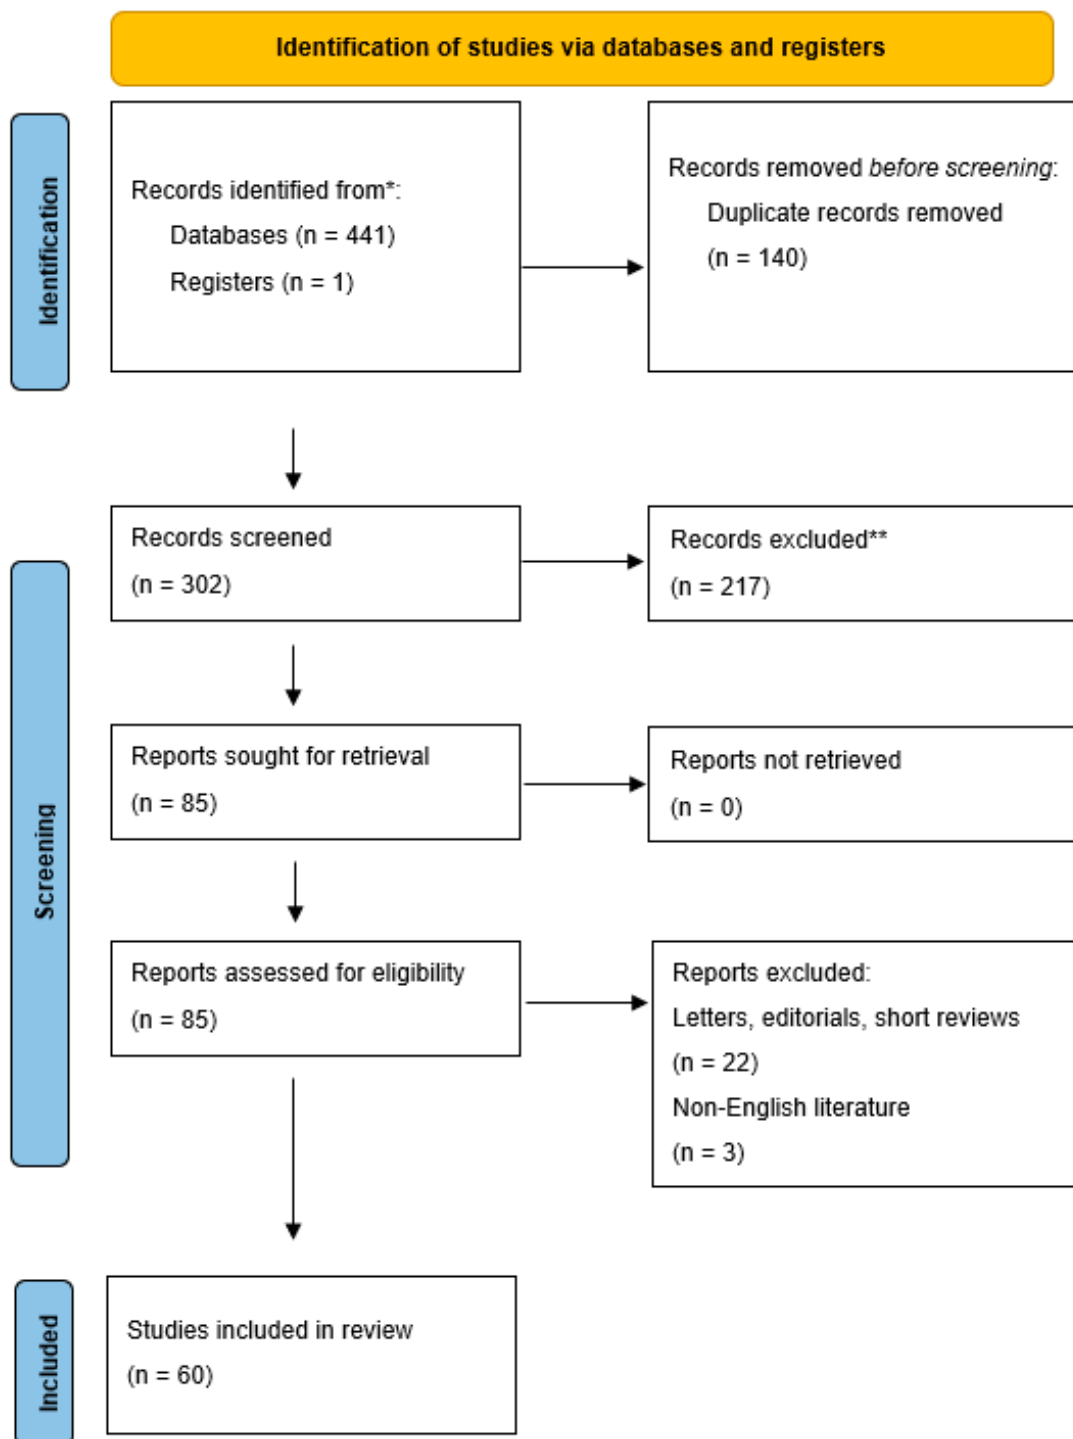 Identification of studies via databases and registers
Identification
Records identified from*:
Databases (n = 441)
Registers (n = 1)
Records removed before screening:
Duplicate records removed
(n = 140)
Screening
Records screened
(n = 302)
Records excluded**
(n = 217)
Reports sought for retrieval
(n = 85)
Reports not retrieved
(n = 0)
Reports assessed for eligibility
(n = 85)
Reports excluded:
Letters, editorials, short reviews
(n = 22)
Non-English literature
(n = 3)
Included
Studies included in review
(n = 60)